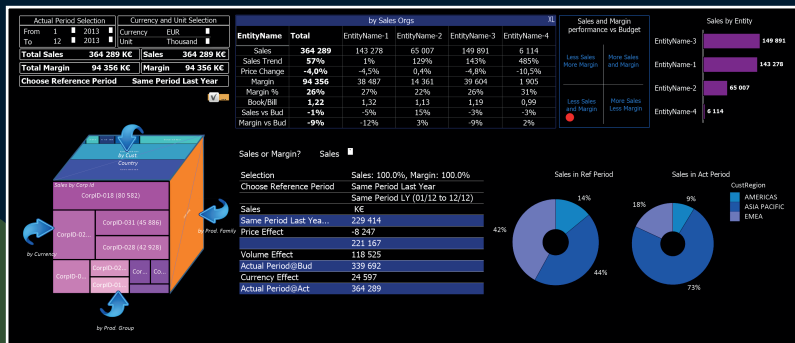 Actual Period Selection
From 1 2013
To 12 2013
Currency and Unit Selection
Currency EUR
Unit Thousand
Total Sales 364 289 K€ Sales 364 289 K€
Total Margin 94 356 K€ Margin 94 356 K€
Choose Reference Period Same Period Last Year
by Sales Orgs XL
EntityName Total EntityName-1 EntityName-2 EntityName-3 EntityName-4
Sales 364 289 143 278 65 007 149 891 6 114
Sales Trend 57% 1% 129% 143% 485%
Price Change -4,0% -4,5% 0,4% -4,8% -10,5%
Margin 94 356 38 487 14 361 39 604 1 905
Margin % 26% 27% 22% 26% 31%
Book/Bill 1,22 1,32 1,13 1,19 0,99
Sales vs Bud -1% -5% 15% -3% -3%
Margin vs Bud -9% -12% 3% -9% 2%
Sales and Margin
performance vs Budget
Less Sales
More Margin
More Sales
and Margin
Less Sales
and Margin
More Sales
Less Margin
Sales by Entity
EntityName-3 149 891
EntityName-1 143 278
EntityName-2 65 007
EntityName-4 6 114
by Cust
Country
Sales by Corp Id
CorpID-018 (80 582)
CorpID-02...
CorpID-031 (45 886)
CorpID-028 (42 928)
CorpID-0...
CorpID-02...
CorpID-01...
Cor...
Co...
by Currency
by Prod. Family
by Prod. Group
Sales or Margin? Sales
Selection Sales: 100.0%, Margin: 100.0%
Choose Reference Period Same Period Last Year
Same Period LY (01/12 to 12/12)
Sales K€
Same Period Last Yea... 229 414
Price Effect -8 247
221 167
Volume Effect 118 525
Actual Period@Bud 339 692
Currency Effect 24 597
Actual Period@Act 364 289
Sales in Ref Period
14%
42%
44%
Sales in Act Period
9%
18%
73%
CustRegion
AMERICAS
ASIA PACIFIC
EMEA